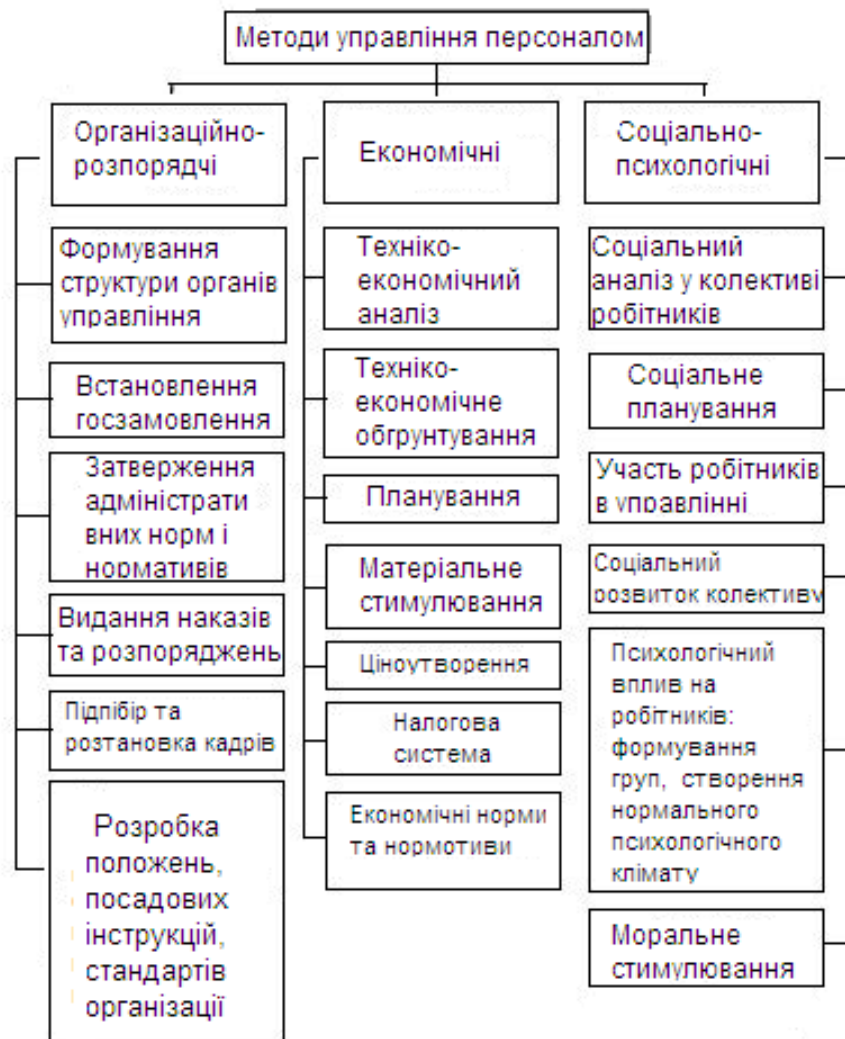 Методи управління персоналом
Організаційно-
розпорядчі
Формування
структури органів
управління
Встановлення
госзамовлення
Затверження
адміністрати
вних норм і
нормативів
Видання наказів
та розпоряджень
Підпібір та
розтановка кадрів
Розробка
положень,
посадових
інструкцій,
стандартів
організації
Економічні
Техніко-
економічний
аналіз
Техніко-
економічне
обгрунтування
Планування
Матеріальне
стимулювання
Ціноутворення
Налогова
система
Економічні норми
та нормотиви
Соціально-
психологічні
Соціальний
аналіз у колективі
робітників
Соціальне
планування
Участь робітників
в управлінні
Соціальний
розвиток колективу
Психологічний
вплив на
робітників:
формування
груп, створення
нормального
психологічного
клімату
Моральне
стимулювання